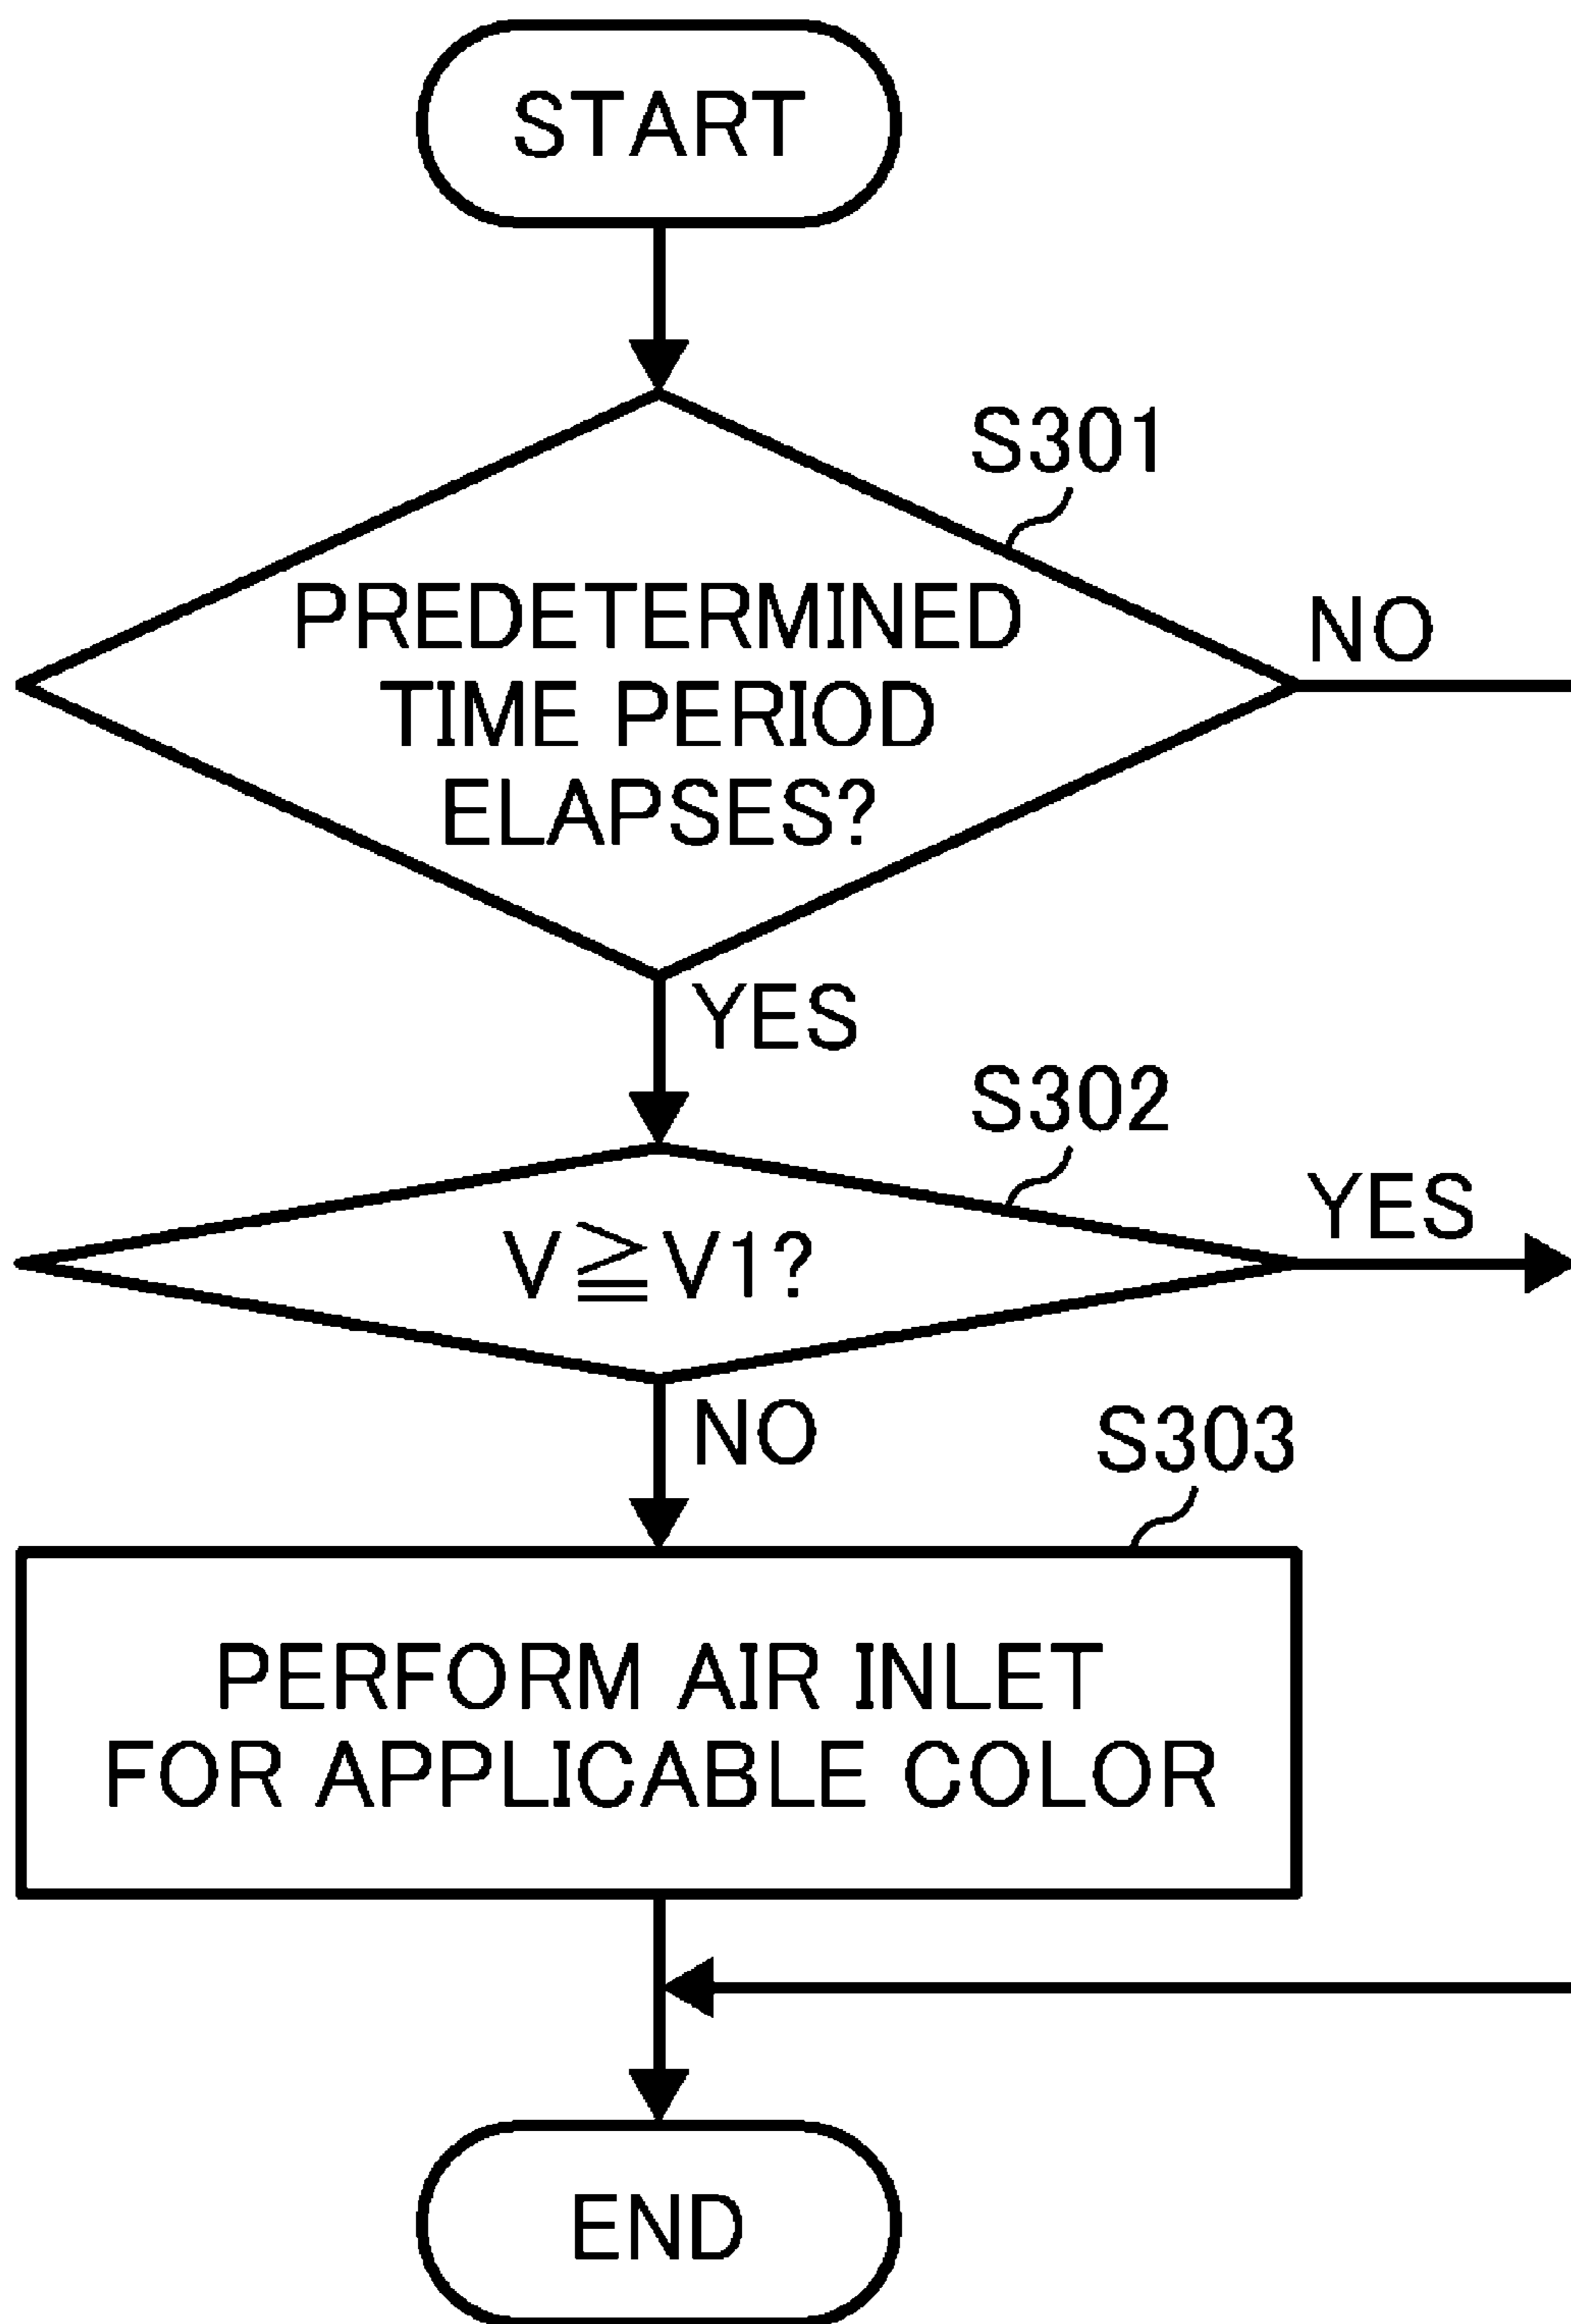 START
S301
PREDETERMINED
TIME PERIOD
ELAPSES?
NO
YES
S302
V≧V1?
YES
NO
S303
PERFORM AIR INLET
FOR APPLICABLE COLOR
END